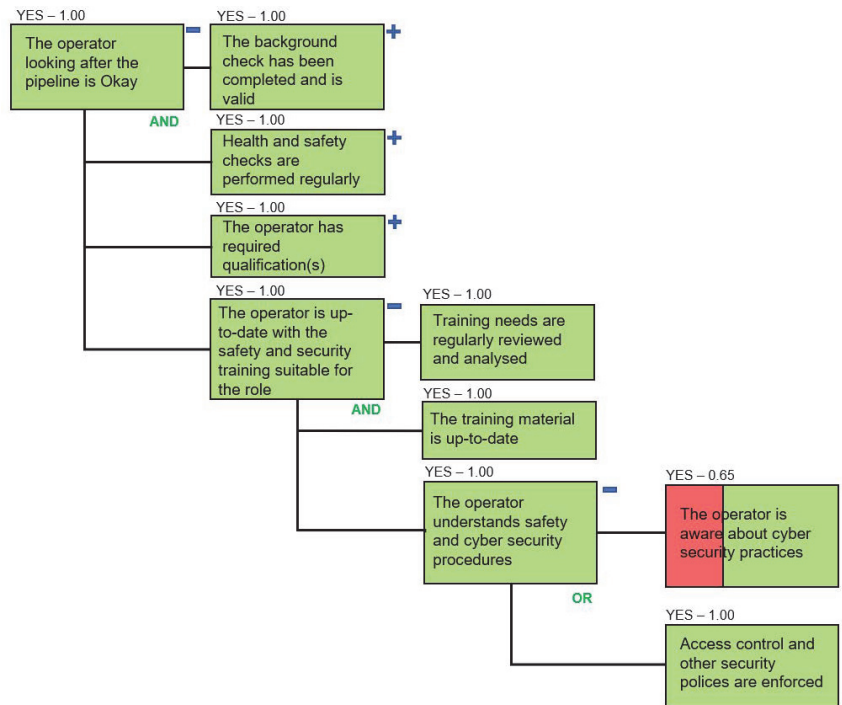 YES – 1.00
The operator
looking after the
pipeline is Okay
AND
YES – 1.00
The background
check has been
completed and is
valid
YES – 1.00
Health and safety
checks are
performed regularly
YES – 1.00
The operator has
required
qualification(s)
YES – 1.00
The operator is up-
to-date with the
safety and security
training suitable for
the role
AND
YES – 1.00
Training needs are
regularly reviewed
and analysed
YES – 1.00
The training material
is up-to-date
YES – 1.00
The operator
understands safety
and cyber security
procedures
OR
YES – 0.65
The operator is
aware about cyber
security practices
YES – 1.00
Access control and
other security
polices are enforced